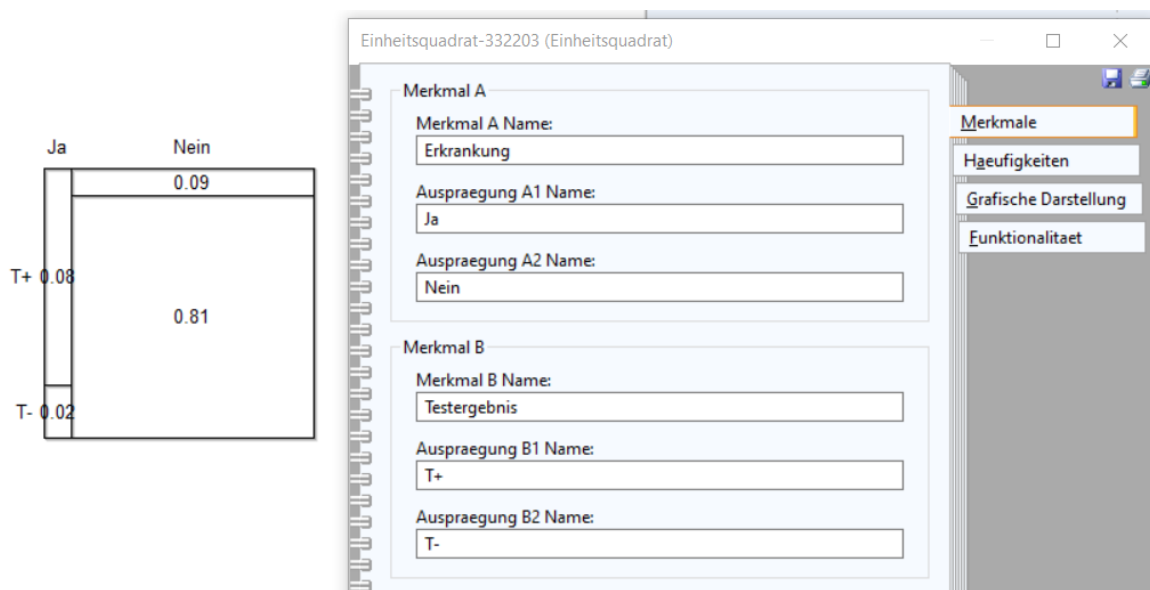 Einheitsquadrat-332203 (Einheitsquadrat)
Ja Nein
0.09
T+ 0.08
0.81
T- 0.02
Merkmal A
Merkmal A Name:
Erkrankung
Auspraegung A1 Name:
Ja
Auspraegung A2 Name:
Nein
Merkmal B
Merkmal B Name:
Testergebnis
Auspraegung B1 Name:
T+
Auspraegung B2 Name:
T-
Merkmale
Haeufigkeiten
Grafische Darstellung
Funktionalitaet